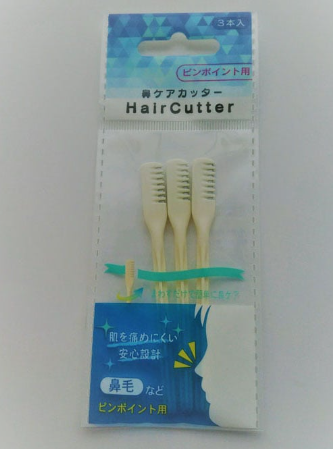 3本入
ピンポイント用
鼻ケアカッター
HairCutter
肌を痛めにくい
安心設計
鼻毛 など
ピンポイント用